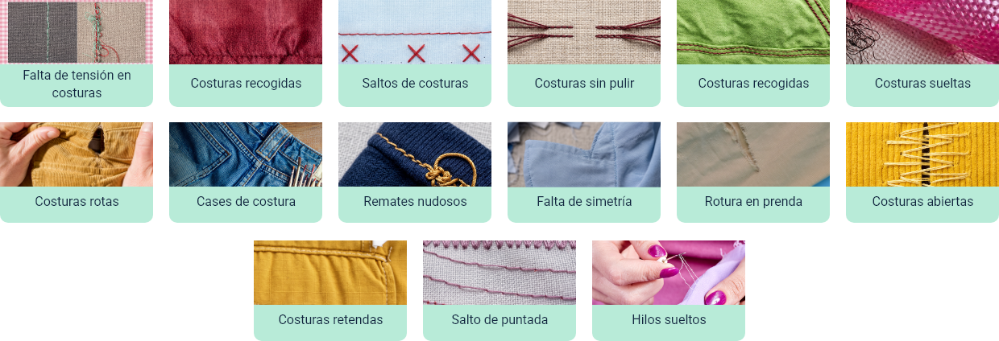 Falta de tensión en
costuras
Costuras recogidas
Saltos de costuras
Costuras sin pulir
Costuras recogidas
Costuras sueltas
Costuras rotas
Cases de costura
Remates nudosos
Falta de simetría
Rotura en prenda
Costuras abiertas
Costuras retendas
Salto de puntada
Hilos sueltos